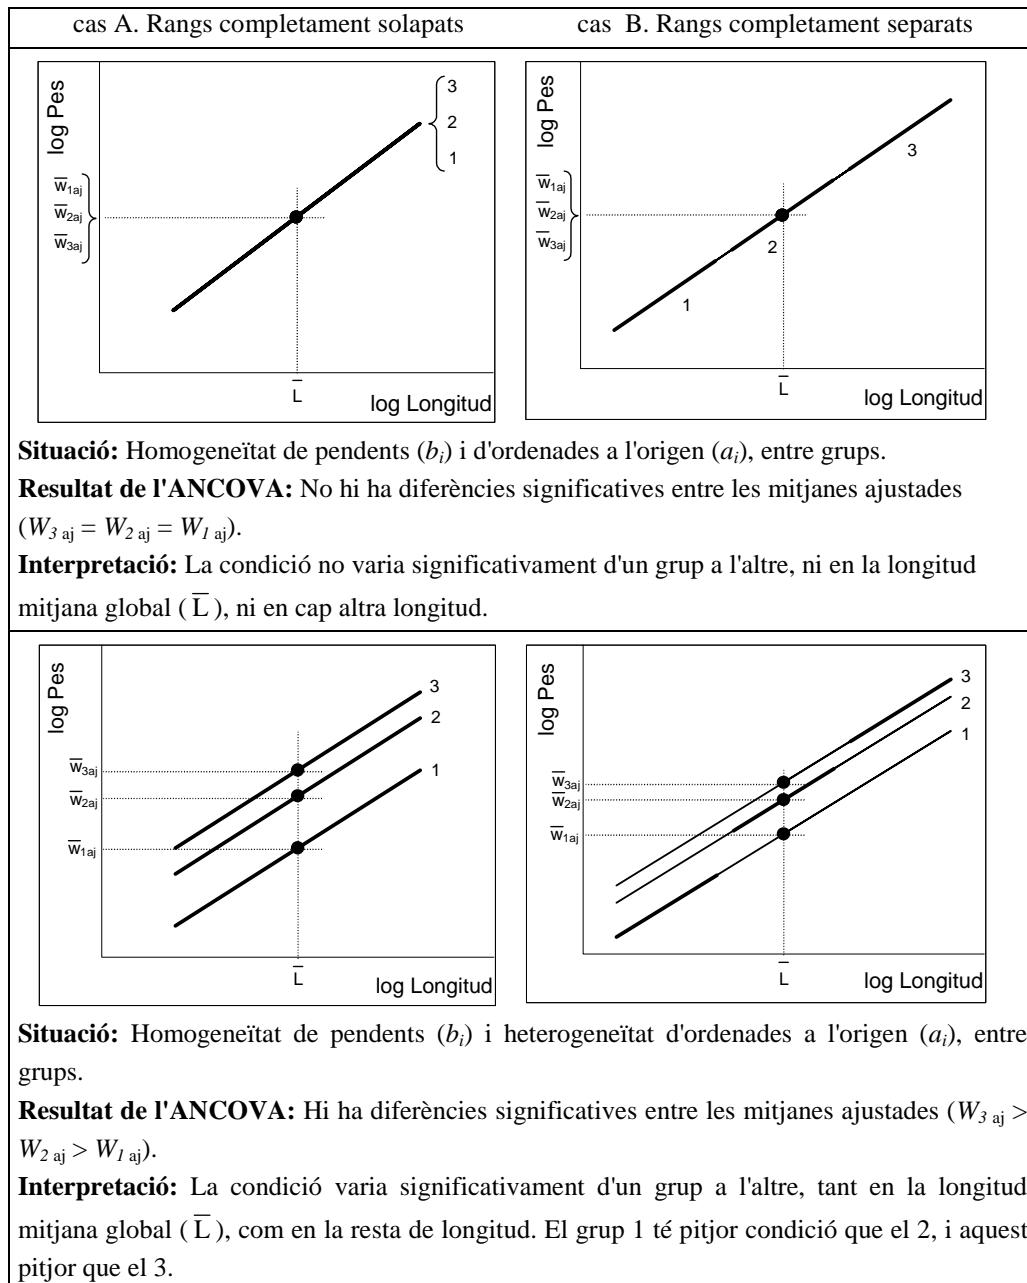 cas A. Rangs completament solapats
cas B. Rangs completament separats
log Pes
3
2
1
w̅1aj
w̅2aj
w̅3aj
L̅
log Longitud
log Pes
3
w̅1aj
w̅2aj
w̅3aj
2
1
L̅
log Longitud
Situació: Homogeneïtat de pendents (bi) i d'ordenades a l'origen (ai), entre grups.
Resultat de l'ANCOVA: No hi ha diferències significatives entre les mitjanes ajustades
(W3 aj = W2 aj = W1 aj).
Interpretació: La condició no varia significativament d'un grup a l'altre, ni en la longitud
mitjana global ( L̅ ), ni en cap altra longitud.
log Pes
3
2
w̅3aj
1
w̅2aj
w̅1aj
L̅
log Longitud
log Pes
3
2
1
w̅3aj
w̅2aj
w̅1aj
L̅
log Longitud
Situació: Homogeneïtat de pendents (bi) i heterogeneïtat d'ordenades a l'origen (ai), entre
grups.
Resultat de l'ANCOVA: Hi ha diferències significatives entre les mitjanes ajustades (W3 aj >
W2 aj > W1 aj).
Interpretació: La condició varia significativament d'un grup a l'altre, tant en la longitud
mitjana global ( L̅ ), com en la resta de longitud. El grup 1 té pitjor condició que el 2, i aquest
pitjor que el 3.